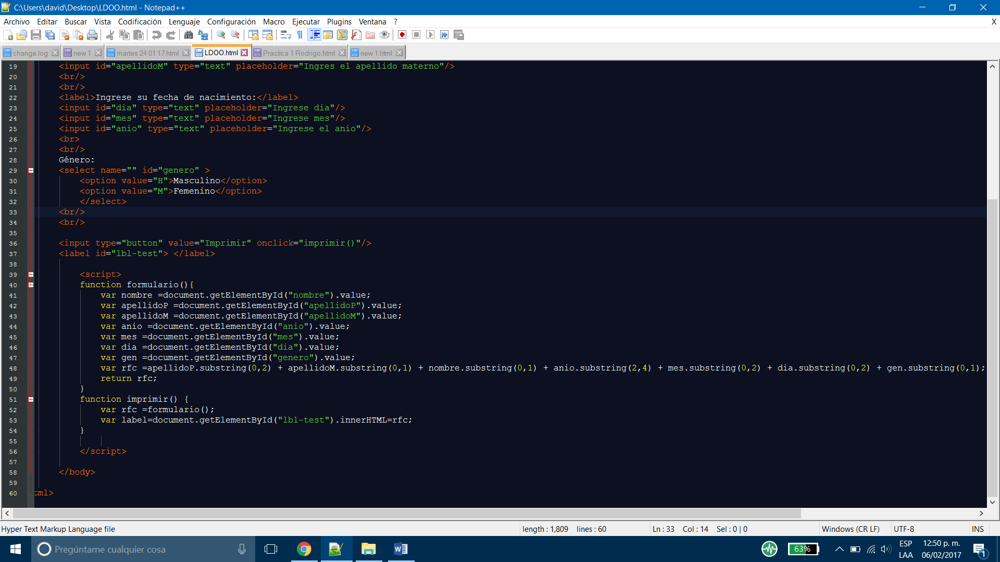 C:\Users\david\Desktop\LDOO.html - Notepad++
Archivo Editar Buscar Vista Codificación Lenguaje Configuración Macro Ejecutar Plugins Ventana ? X
change.log new 1 martes 24 01 17.html LDOO.html Practica 1 Rodrigo.html new 1.html
19 <input id="apellidoM" type="text" placeholder="Ingres el apellido materno"/>
20 <br/>
21 <br/>
22 <label>Ingrese su fecha de nacimiento:</label>
23 <input id="dia" type="text" placeholder="Ingrese dia"/>
24 <input id="mes" type="text" placeholder="Ingrese mes"/>
25 <input id="anio" type="text" placeholder="Ingrese el anio"/>
26 <br>
27 <br/>
28 Género:
29 <select name="" id="genero" >
30 <option value="H">Masculino</option>
31 <option value="M">Femenino</option>
32 </select>
33 <br/>
34 <br/>
35
36 <input type="button" value="Imprimir" onclick="imprimir()"/>
37 <label id="lbl-test"> </label>
38
39 <script>
40 function formulario(){
41 var nombre =document.getElementById("nombre").value;
42 var apellidoP =document.getElementById("apellidoP").value;
43 var apellidoM =document.getElementById("apellidoM").value;
44 var anio =document.getElementById("anio").value;
45 var mes =document.getElementById("mes").value;
46 var dia =document.getElementById("dia").value;
47 var gen =document.getElementById("genero").value;
48 var rfc =apellidoP.substring(0,2) + apellidoM.substring(0,1) + nombre.substring(0,1) + anio.substring(2,4) + mes.substring(0,2) + dia.substring(0,2) + gen.substring(0,1);
49 return rfc;
50 }
51 function imprimir() {
52 var rfc =formulario();
53 var label=document.getElementById("lbl-test").innerHTML=rfc;
54 }
55
56 </script>
57
58 </body>
59
60 tml>
Hyper Text Markup Language file length : 1,809 lines : 60 Ln : 33 Col : 14 Sel : 0 | 0 Windows (CR LF) UTF-8 INS
Pregúntame cualquier cosa 63% ESP 12:50 p. m.
LAA 06/02/2017 1